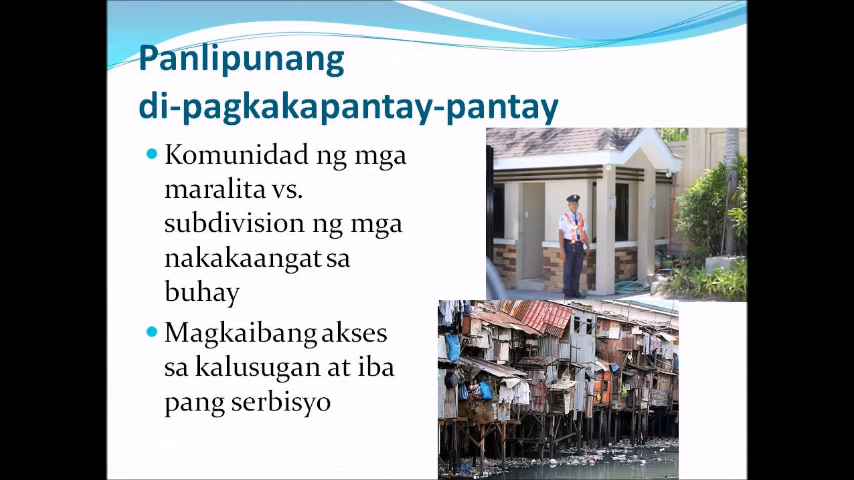 Panlipunang
di-pagkakapantay-pantay
Komunidad ng mga
maralita vs.
subdivision ng mga
nakakaangat sa
buhay
Magkaibang akses
sa kalusugan at iba
pang serbisyo